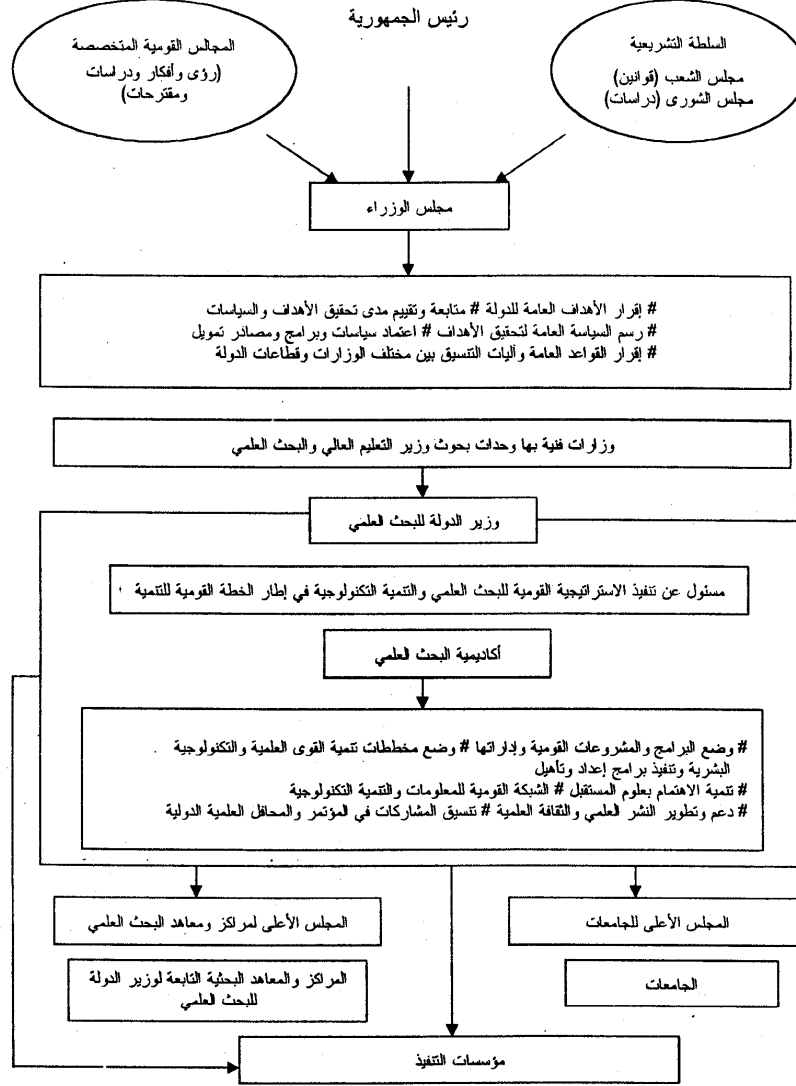 رئيس الجمهورية
السلطة التشريعية
مجلس الشعب (قوانين)
مجلس الشورى (دراسات)
المجالس القومية المتخصصة
(رؤى وأفكار ودراسات
ومقترحات)
مجلس الوزراء
# إقرار الأهداف العامة للدولة # متابعة وتقييم مدى تحقيق الأهداف والسياسات
# رسم السياسة العامة لتحقيق الأهداف # اعتماد سياسات وبرامج ومصادر تمويل
# إقرار القواعد العامة وآليات التنسيق بين مختلف الوزارات وقطاعات الدولة
وزارات فنية بها وحدات بحوث وزير التعليم العالي والبحث العلمي
وزير الدولة للبحث العلمي
مسئول عن تنفيذ الاستراتيجية القومية للبحث العلمي والتنمية التكنولوجية في إطار الخطة القومية للتنمية
أكاديمية البحث العلمي
# وضع البرامج والمشروعات القومية وإداراتها # وضع مخططات تنمية القوى العلمية والتكنولوجية
البشرية وتنفيذ برامج إعداد وتأهيل
# تنمية الاهتمام بعلوم المستقبل # الشبكة القومية للمعلومات والتنمية التكنولوجية
# دعم وتطوير النشر العلمي والثقافة العلمية # تنسيق المشاركات في المؤتمر والمحافل العلمية الدولية
المجلس الأعلى للجامعات
المجلس الأعلى لمراكز ومعاهد البحث العلمي
الجامعات
المراكز والمعاهد البحثية التابعة لوزير الدولة
للبحث العلمي
مؤسسات التنفيذ